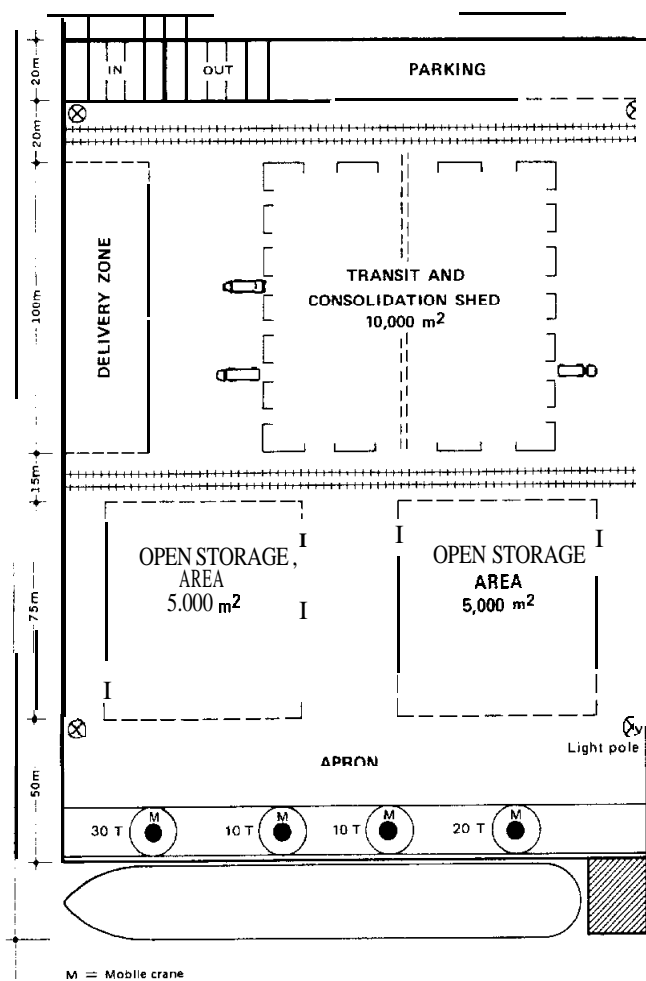 IN
OUT
PARKING
20m
20m
DELIVERY ZONE
100m
TRANSIT AND
CONSOLIDATION SHED
10,000 m²
15m
OPEN STORAGE,
AREA
5.000 m²
OPEN STORAGE
AREA
5,000 m²
75m
Light pole
APRON
50m
M
M
M
M
30 T
10 T
10 T
20 T
M = Mobile crane